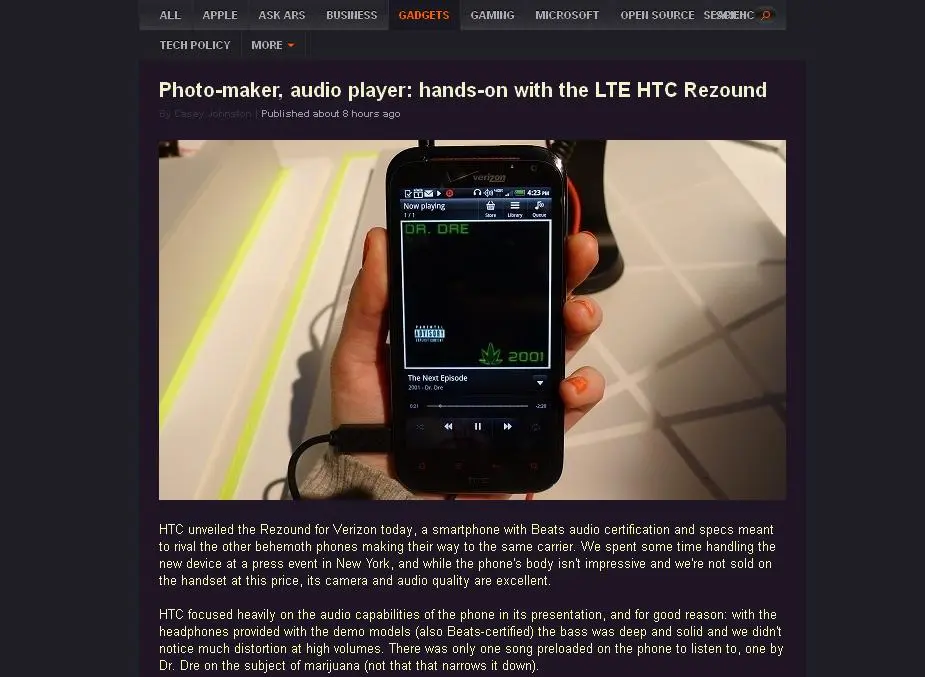 ALL APPLE ASK ARS BUSINESS GADGETS GAMING MICROSOFT OPEN SOURCE
TECH POLICY MORE
Photo-maker, audio player: hands-on with the LTE HTC Rezound
By Casey Johnston | Published about 8 hours ago
verizon
4:23 PM
Now playing
1 / 1
Store Library Queue
DR. DRE
PARENTAL
ADVISORY
EXPLICIT CONTENT
2001
The Next Episode
2001 - Dr. Dre
0:21 -2:20
hTC
HTC unveiled the Rezound for Verizon today, a smartphone with Beats audio certification and specs meant
to rival the other behemoth phones making their way to the same carrier. We spent some time handling the
new device at a press event in New York, and while the phone's body isn't impressive and we're not sold on
the handset at this price, its camera and audio quality are excellent.
HTC focused heavily on the audio capabilities of the phone in its presentation, and for good reason: with the
headphones provided with the demo models (also Beats-certified) the bass was deep and solid and we didn't
notice much distortion at high volumes. There was only one song preloaded on the phone to listen to, one by
Dr. Dre on the subject of marijuana (not that that narrows it down).